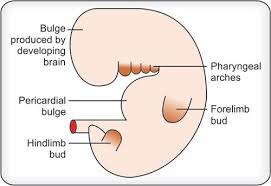 Bulge
produced by
developing
brain
Pharyngeal
arches
Pericardial
bulge
Forelimb
bud
Hindlimb
bud